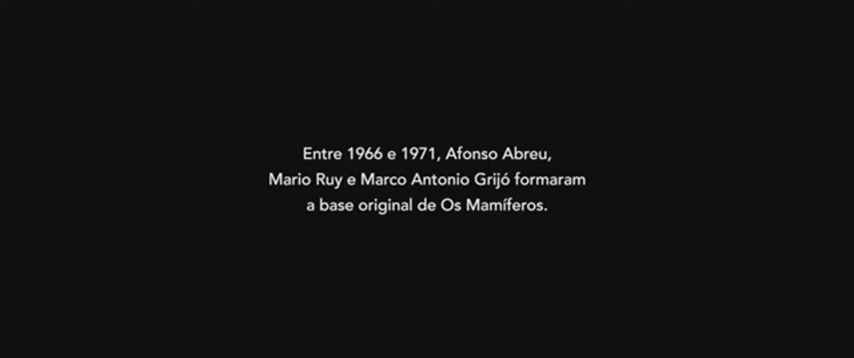 Entre 1966 e 1971, Afonso Abreu,
Mario Ruy e Marco Antonio Grijó formaram
a base original de Os Mamíferos.